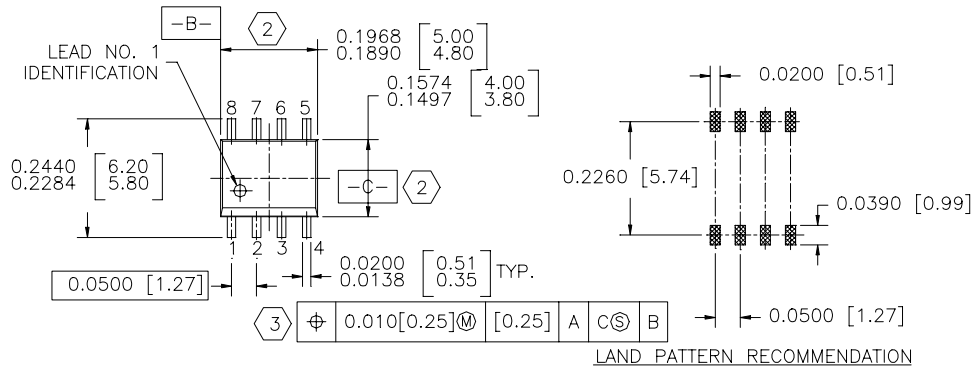 -B-
2
0.1968 [5.00]
0.1890 [4.80]
LEAD NO. 1
IDENTIFICATION
0.1574 [4.00]
0.1497 [3.80]
0.0200 [0.51]
8 7 6 5
0.2440 [6.20]
0.2284 [5.80]
-C-
2
0.2260 [5.74]
0.0390 [0.99]
1 2 3 4
0.0500 [1.27]
0.0200 [0.51] TYP.
0.0138 [0.35]
3
⌖ 0.010[0.25]Ⓜ [0.25] A CⓈ B
0.0500 [1.27]
LAND PATTERN RECOMMENDATION